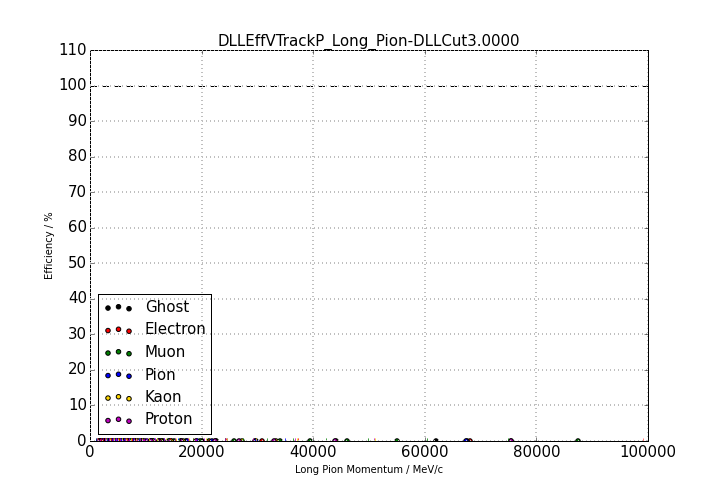 DLLEffVTrackP_Long_Pion-DLLCut3.0000
110
100
90
80
70
60
50
40
30
20
10
0
Efficiency / %
Ghost
Electron
Muon
Pion
Kaon
Proton
0 20000 40000 60000 80000 100000
Long Pion Momentum / MeV/c